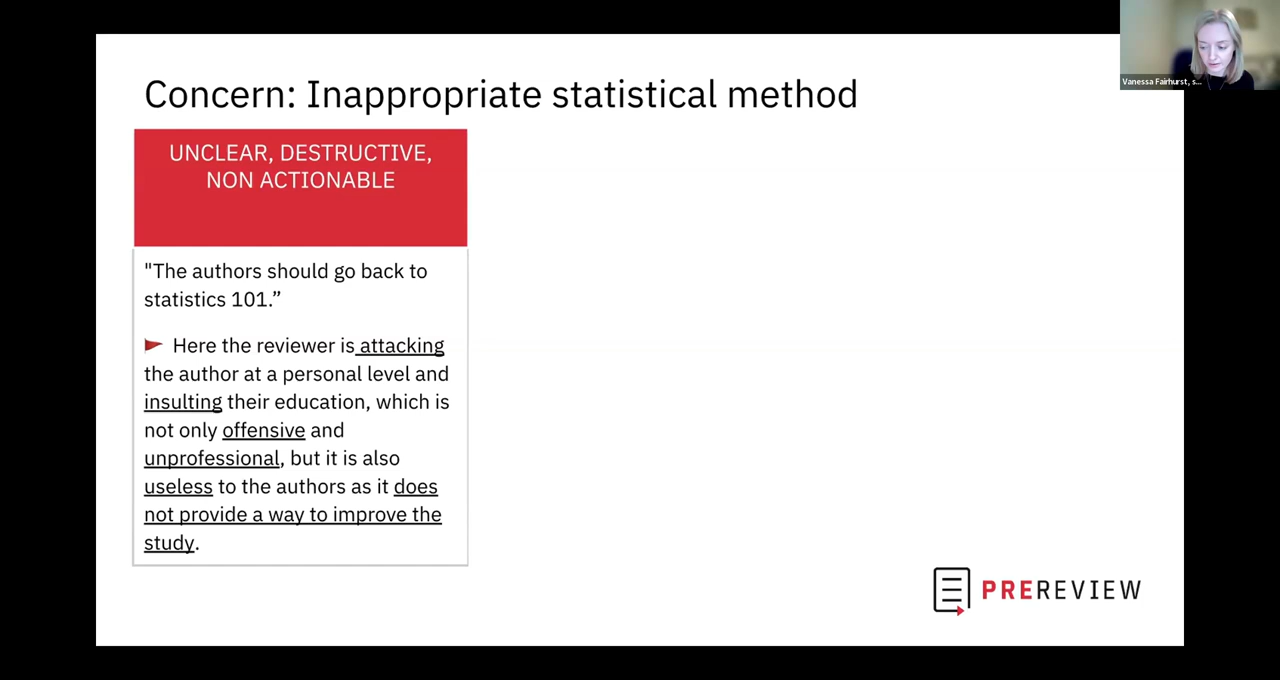 Concern: Inappropriate statistical method
UNCLEAR, DESTRUCTIVE,
NON ACTIONABLE
"The authors should go back to
statistics 101.”
Here the reviewer is attacking
the author at a personal level and
insulting their education, which is
not only offensive and
unprofessional, but it is also
useless to the authors as it does
not provide a way to improve the
study.
PREREVIEW
Vanessa Fairhurst, s...